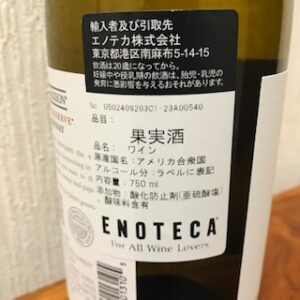 輸入者及び引取先
エノテカ株式会社
東京都港区南麻布5-14-15
飲酒は20歳になってから。
妊娠中や授乳期の飲酒は、胎児・乳児の
発育に悪影響を与えるおそれがあります。
No 0502409203C1 -23A00540
品目：
果実酒
品名： ワイン
原産国名：アメリカ合衆国
アルコール分：ラベルに表記
内容量：750 ml
添加物：酸化防止剤(亜硫酸塩)
酸味料含有
ENOTECA
For All Wine Lovers